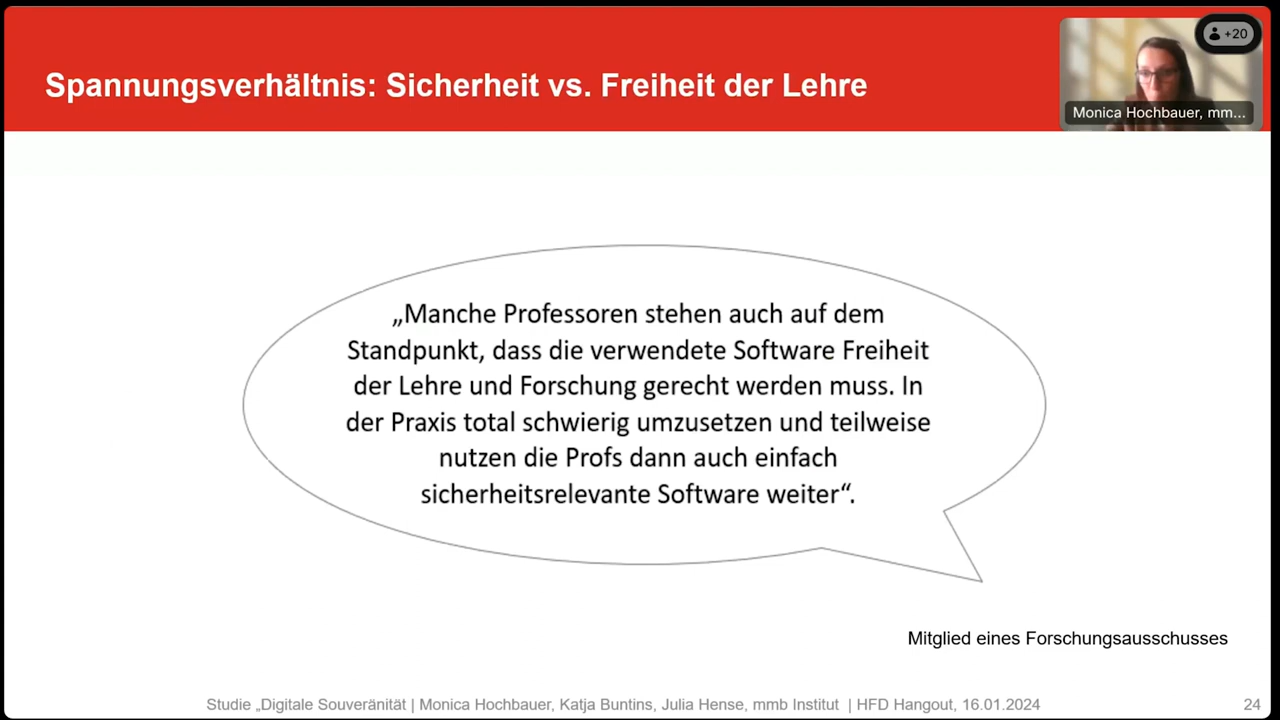 +20
Spannungsverhältnis: Sicherheit vs. Freiheit der Lehre
Monica Hochbauer, mm...
„Manche Professoren stehen auch auf dem
Standpunkt, dass die verwendete Software Freiheit
der Lehre und Forschung gerecht werden muss. In
der Praxis total schwierig umzusetzen und teilweise
nutzen die Profs dann auch einfach
sicherheitsrelevante Software weiter“.
Mitglied eines Forschungsausschusses
Studie „Digitale Souveränität | Monica Hochbauer, Katja Buntins, Julia Hense, mmb Institut | HFD Hangout, 16.01.2024
24